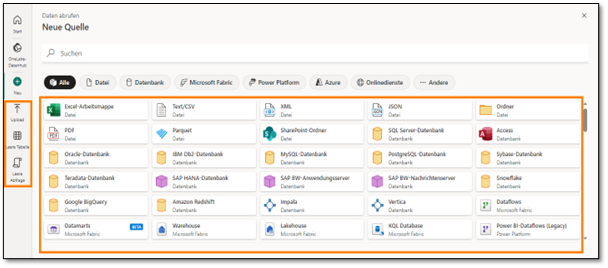 Daten abrufen
Neue Quelle
Suchen
Start
OneLake-Datenhub
Neu
Upload
Leere Tabelle
Leere Abfrage
Alle
Datei
Datenbank
Microsoft Fabric
Power Platform
Azure
Onlinedienste
Andere
Excel-Arbeitsmappe
Datei
Text/CSV
Datei
XML
Datei
JSON
Datei
Ordner
Datei
PDF
Datei
Parquet
Datei
SharePoint-Ordner
Datei
SQL Server-Datenbank
Datenbank
Access
Datenbank
Oracle-Datenbank
Datenbank
IBM Db2-Datenbank
Datenbank
MySQL-Datenbank
Datenbank
PostgreSQL-Datenbank
Datenbank
Sybase-Datenbank
Datenbank
Teradata-Datenbank
Datenbank
SAP HANA-Datenbank
Datenbank
SAP BW-Anwendungsserver
Datenbank
SAP BW-Nachrichtenserver
Datenbank
Snowflake
Datenbank
Google BigQuery
Datenbank
Amazon Redshift
Datenbank
Impala
Datenbank
Vertica
Datenbank
Dataflows
Microsoft Fabric
Datamarts
Microsoft Fabric
BETA
Warehouse
Microsoft Fabric
Lakehouse
Microsoft Fabric
KQL Database
Microsoft Fabric
Power BI-Dataflows (Legacy)
Power Platform